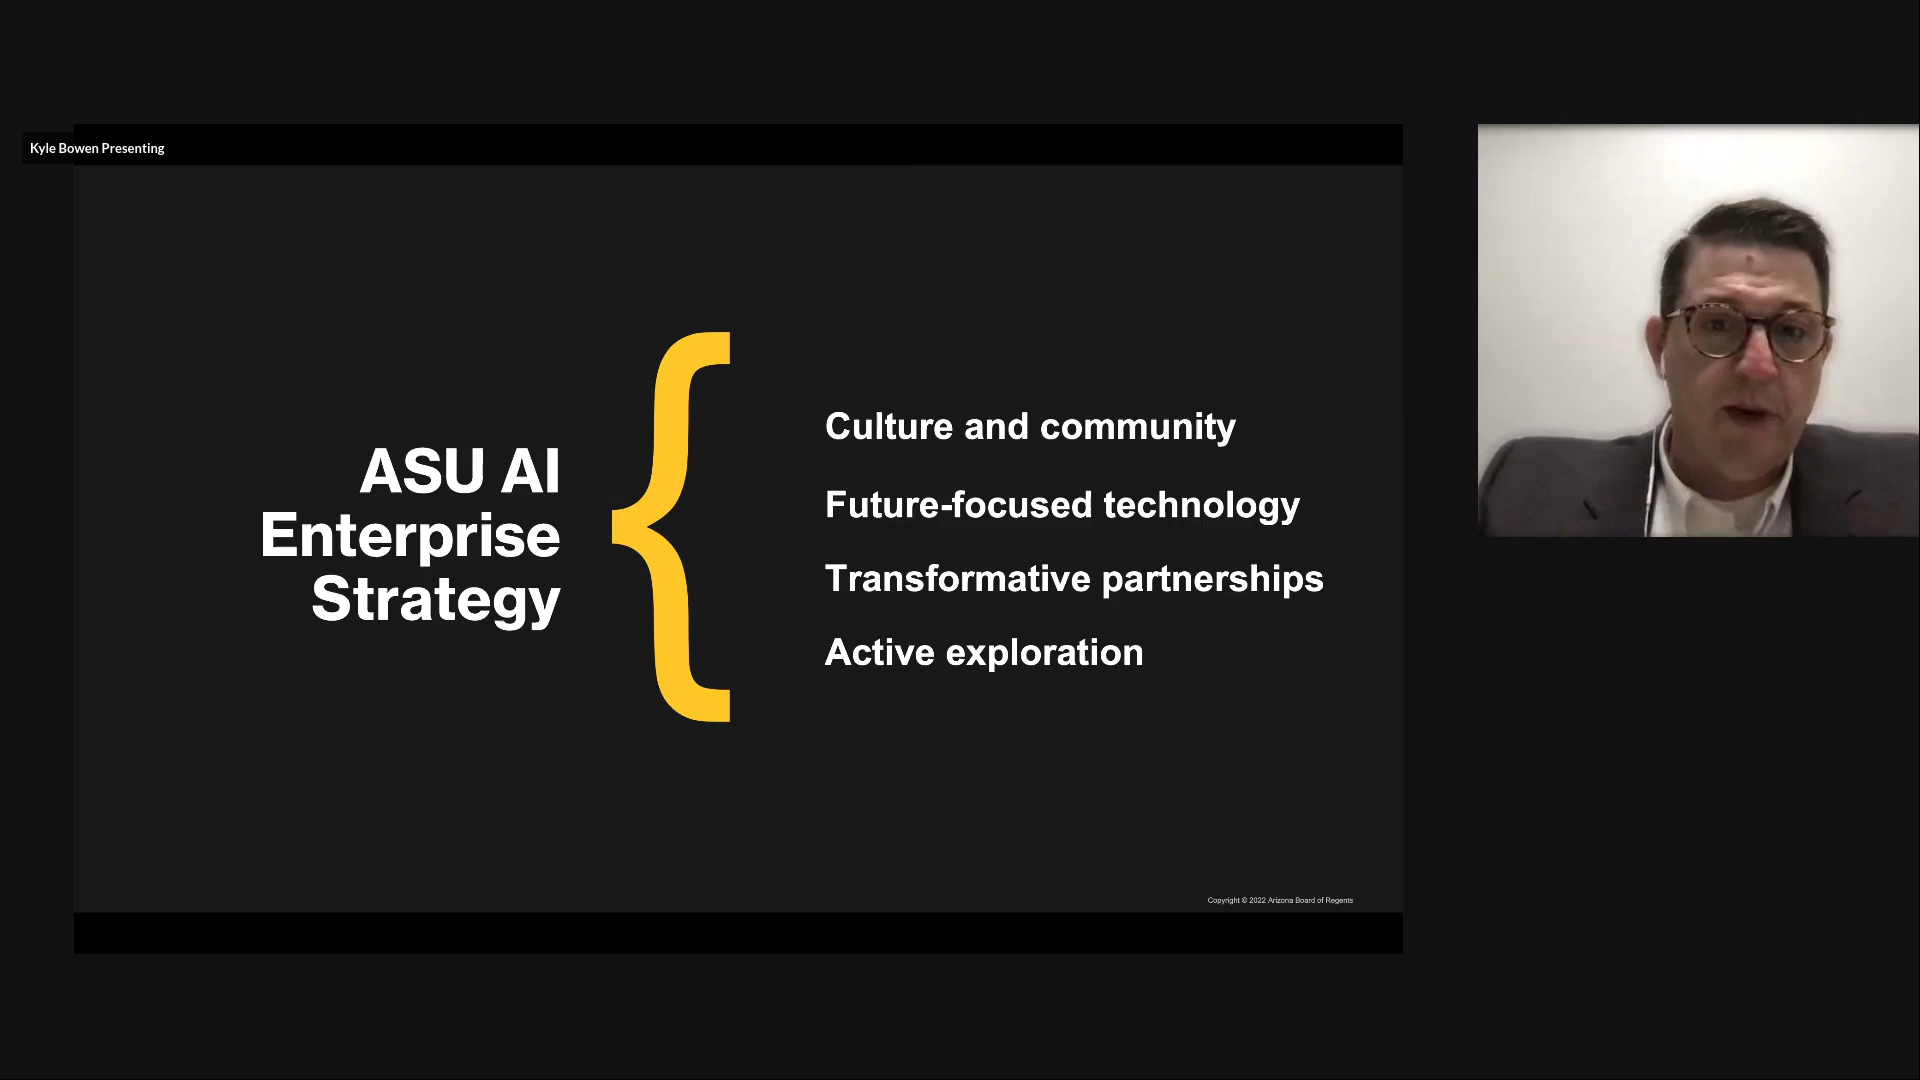 Kyle Bowen Presenting
ASU AI
Enterprise
Strategy
Culture and community
Future-focused technology
Transformative partnerships
Active exploration
Copyright © 2022 Arizona Board of Regents